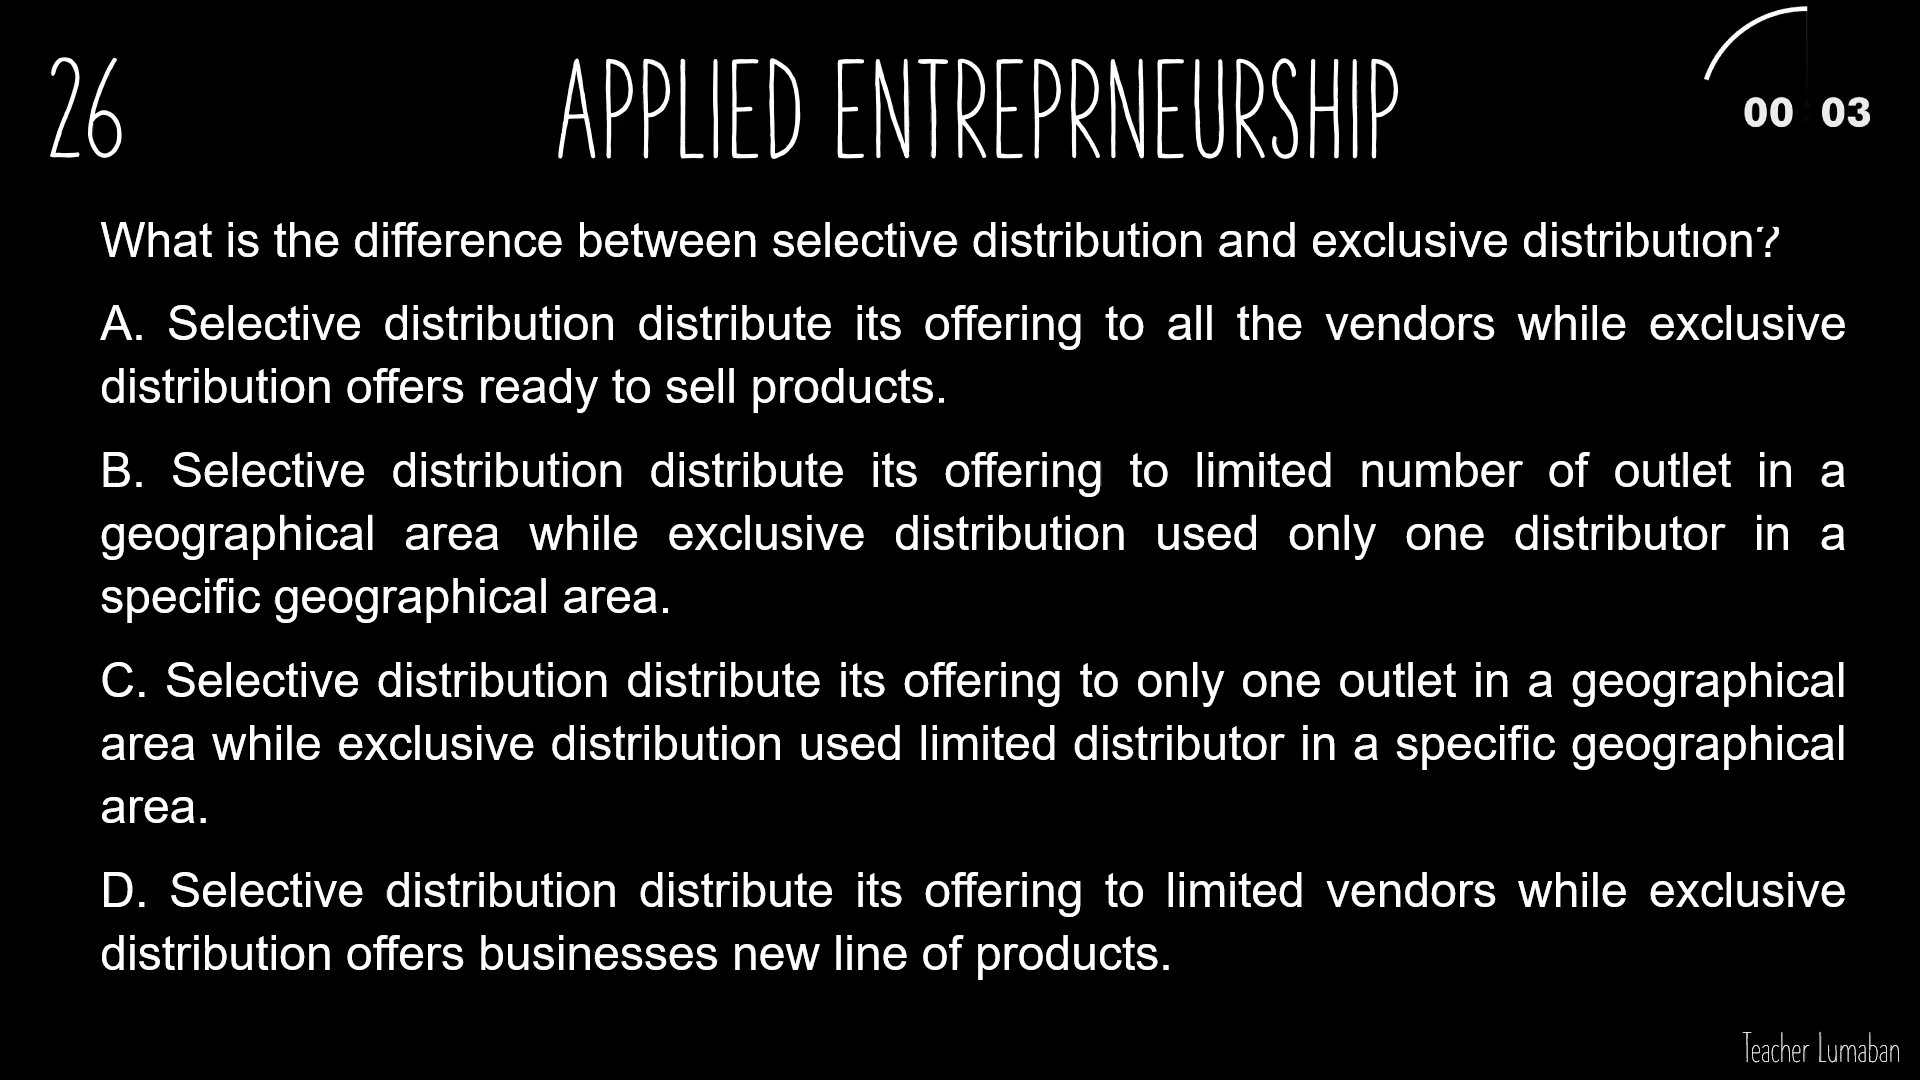 26
APPLIED ENTREPRNEURSHIP
00 03
What is the difference between selective distribution and exclusive distribution?
A. Selective distribution distribute its offering to all the vendors while exclusive
distribution offers ready to sell products.
B. Selective distribution distribute its offering to limited number of outlet in a
geographical area while exclusive distribution used only one distributor in a
specific geographical area.
C. Selective distribution distribute its offering to only one outlet in a geographical
area while exclusive distribution used limited distributor in a specific geographical
area.
D. Selective distribution distribute its offering to limited vendors while exclusive
distribution offers businesses new line of products.
Teacher Lumaban